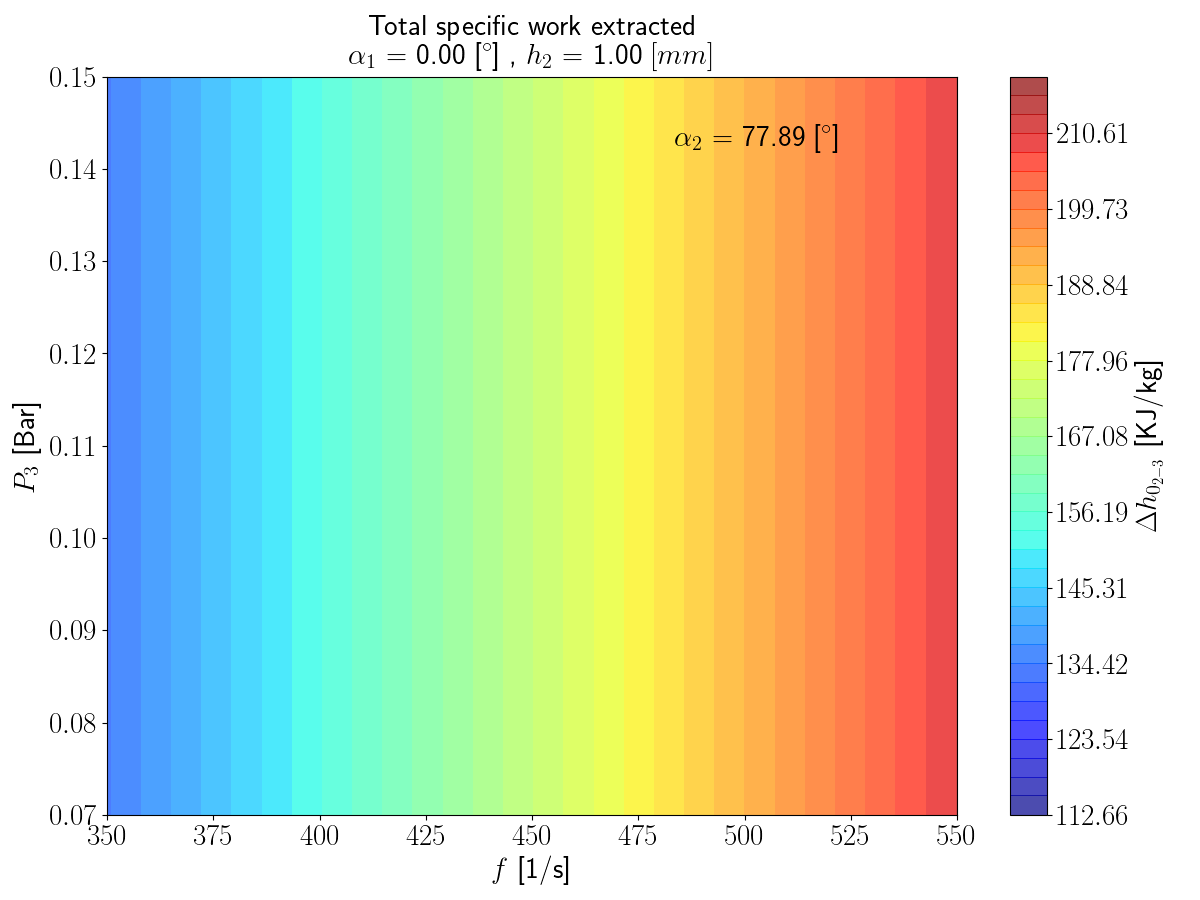 Total specific work extracted
α₁ = 0.00 [°] , h₂ = 1.00 [mm]
α₂ = 77.89 [°]
0.15
0.14
0.13
0.12
0.11
0.10
0.09
0.08
0.07
P₃ [Bar]
350 375 400 425 450 475 500 525 550
f [1/s]
210.61
199.73
188.84
177.96
167.08
156.19
145.31
134.42
123.54
112.66
Δh₀₂₋₃ [KJ/kg]